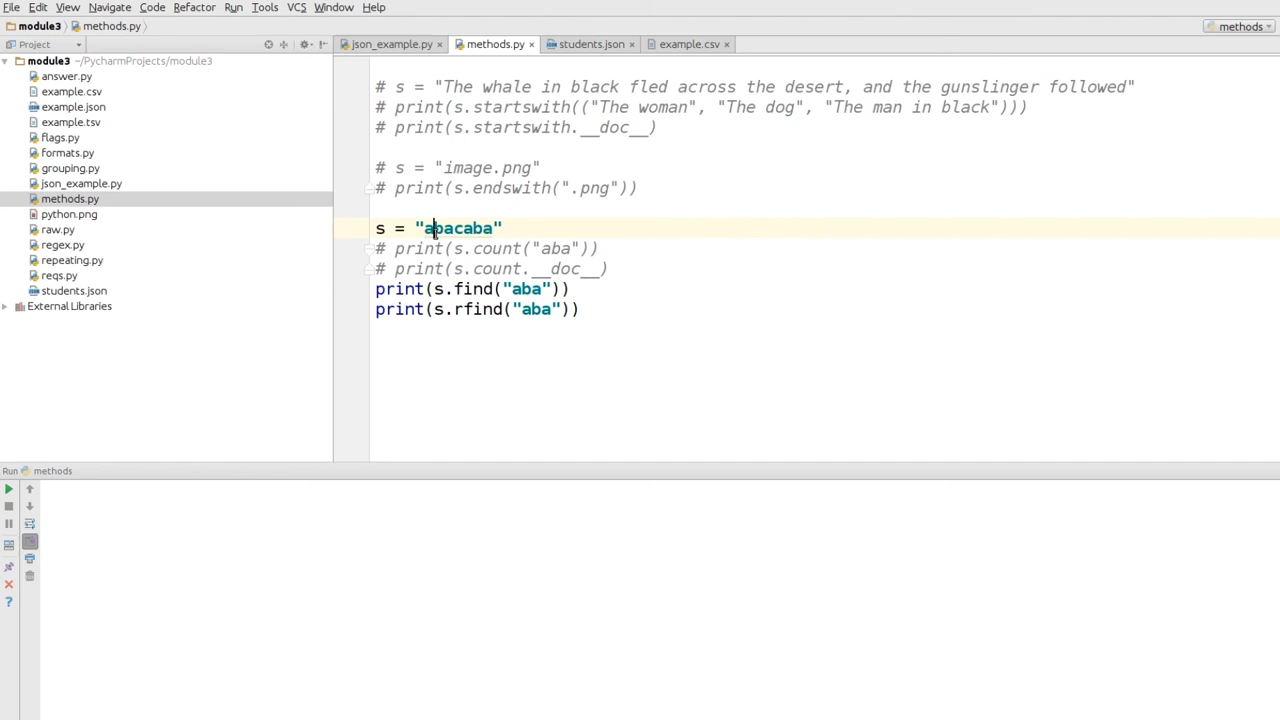 File Edit View Navigate Code Refactor Run Tools VCS Window Help
module3 methods.py methods
Project json_example.py methods.py students.json example.csv
module3 ~/PycharmProjects/module3
answer.py
example.csv
example.json
example.tsv
flags.py
formats.py
grouping.py
json_example.py
methods.py
python.png
raw.py
regex.py
repeating.py
reqs.py
students.json
External Libraries
# s = "The whale in black fled across the desert, and the gunslinger followed"
# print(s.startswith(("The woman", "The dog", "The man in black")))
# print(s.startswith.__doc__)
# s = "image.png"
# print(s.endswith(".png"))
s = "abacaba"
# print(s.count("aba"))
# print(s.count.__doc__)
print(s.find("aba"))
print(s.rfind("aba"))
Run methods